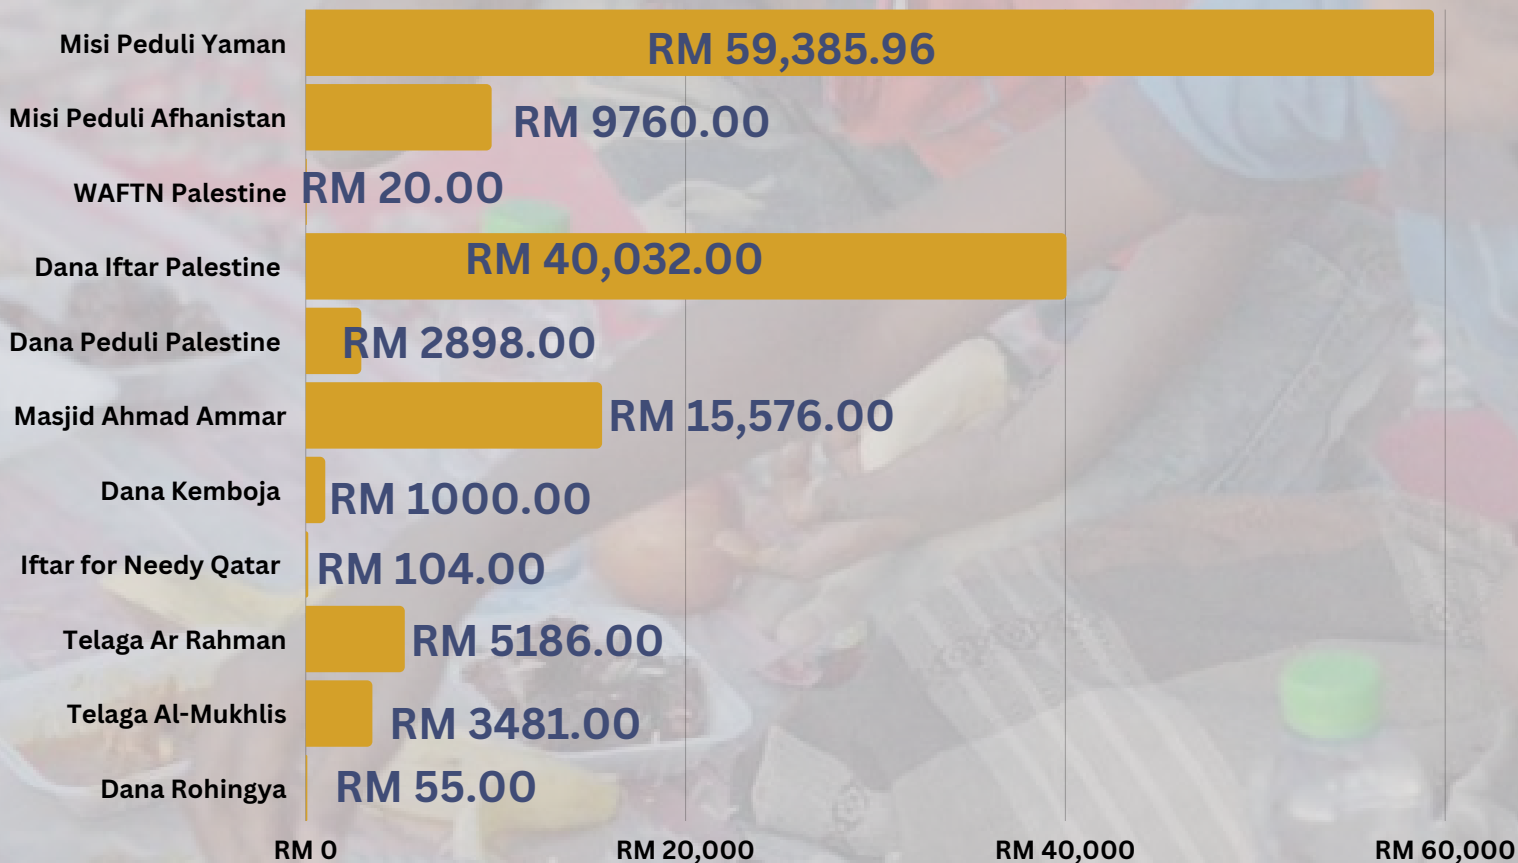 Misi Peduli Yaman RM 59,385.96
Misi Peduli Afhanistan RM 9760.00
WAFTN Palestine RM 20.00
Dana Iftar Palestine RM 40,032.00
Dana Peduli Palestine RM 2898.00
Masjid Ahmad Ammar RM 15,576.00
Dana Kemboja RM 1000.00
Iftar for Needy Qatar RM 104.00
Telaga Ar Rahman RM 5186.00
Telaga Al-Mukhlis RM 3481.00
Dana Rohingya RM 55.00
RM 0 RM 20,000 RM 40,000 RM 60,000